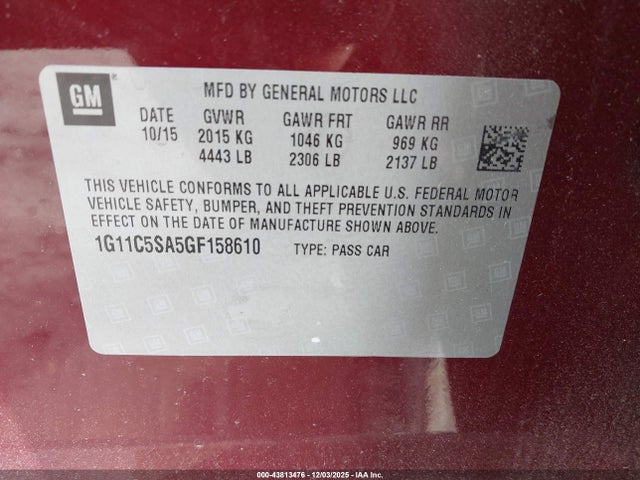 GM
MFD BY GENERAL MOTORS LLC
DATE GVWR GAWR FRT GAWR RR
10/15 2015 KG 1046 KG 969 KG
4443 LB 2306 LB 2137 LB
THIS VEHICLE CONFORMS TO ALL APPLICABLE U.S. FEDERAL MOTOR
VEHICLE SAFETY, BUMPER, AND THEFT PREVENTION STANDARDS IN
EFFECT ON THE DATE OF MANUFACTURE SHOWN ABOVE.
1G11C5SA5GF158610 TYPE: PASS CAR
000-43813476 - 12/03/2025 - IAA Inc.